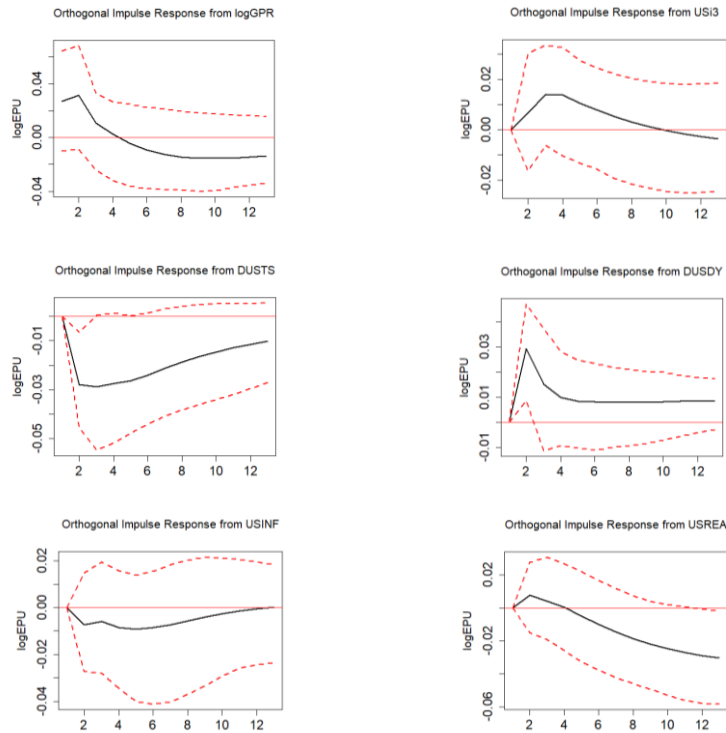 Orthogonal Impulse Response from logGPR
logEPU
0.04
0.00
-0.04
2 4 6 8 10 12
Orthogonal Impulse Response from USi3
logEPU
0.02
0.00
-0.02
2 4 6 8 10 12
Orthogonal Impulse Response from DUSTS
logEPU
-0.01
-0.03
-0.05
2 4 6 8 10 12
Orthogonal Impulse Response from DUSDY
logEPU
0.03
0.01
-0.01
2 4 6 8 10 12
Orthogonal Impulse Response from USINF
logEPU
0.02
0.00
-0.02
-0.04
2 4 6 8 10 12
Orthogonal Impulse Response from USREA
logEPU
0.02
-0.02
-0.06
2 4 6 8 10 12